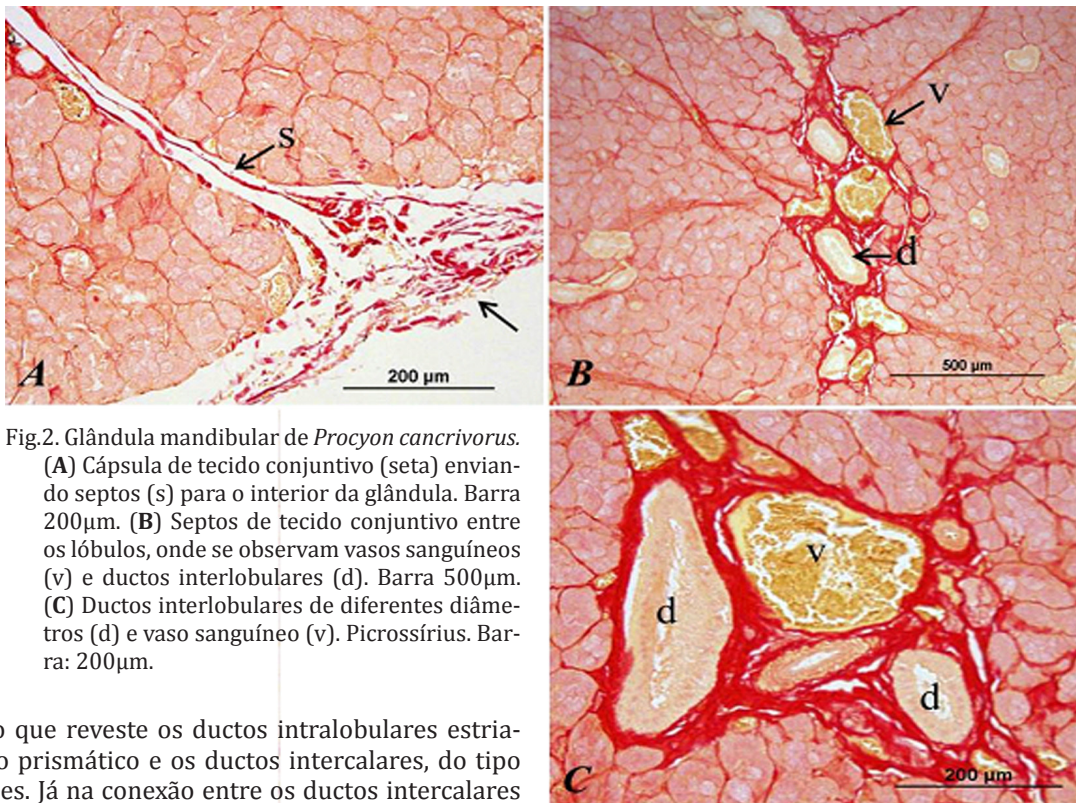 S
A
200 µm
V
d
B
500 µm
Fig.2. Glândula mandibular de Procyon cancrivorus.
(A) Cápsula de tecido conjuntivo (seta) envian-
do septos (s) para o interior da glândula. Barra
200µm. (B) Septos de tecido conjuntivo entre
os lóbulos, onde se observam vasos sanguíneos
(v) e ductos interlobulares (d). Barra 500µm.
(C) Ductos interlobulares de diferentes diâme-
tros (d) e vaso sanguíneo (v). Picrossírius. Bar-
ra: 200µm.
v
d
d
C
200 µm
o que reveste os ductos intralobulares estria-
o prismático e os ductos intercalares, do tipo
es. Já na conexão entre os ductos intercalares